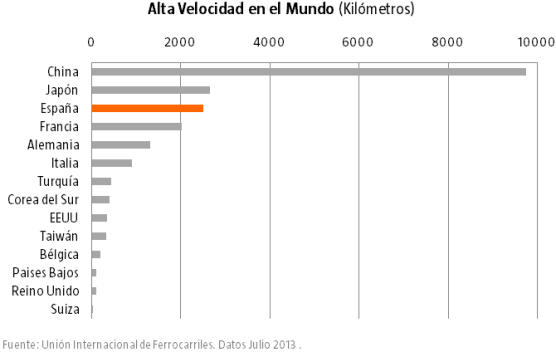 Alta Velocidad en el Mundo (Kilómetros)
0 2000 4000 6000 8000 10000
China
Japón
España
Francia
Alemania
Italia
Turquía
Corea del Sur
EEUU
Taiwán
Bélgica
Paises Bajos
Reino Unido
Suiza
Fuente: Unión Internacional de Ferrocarriles. Datos Julio 2013 .